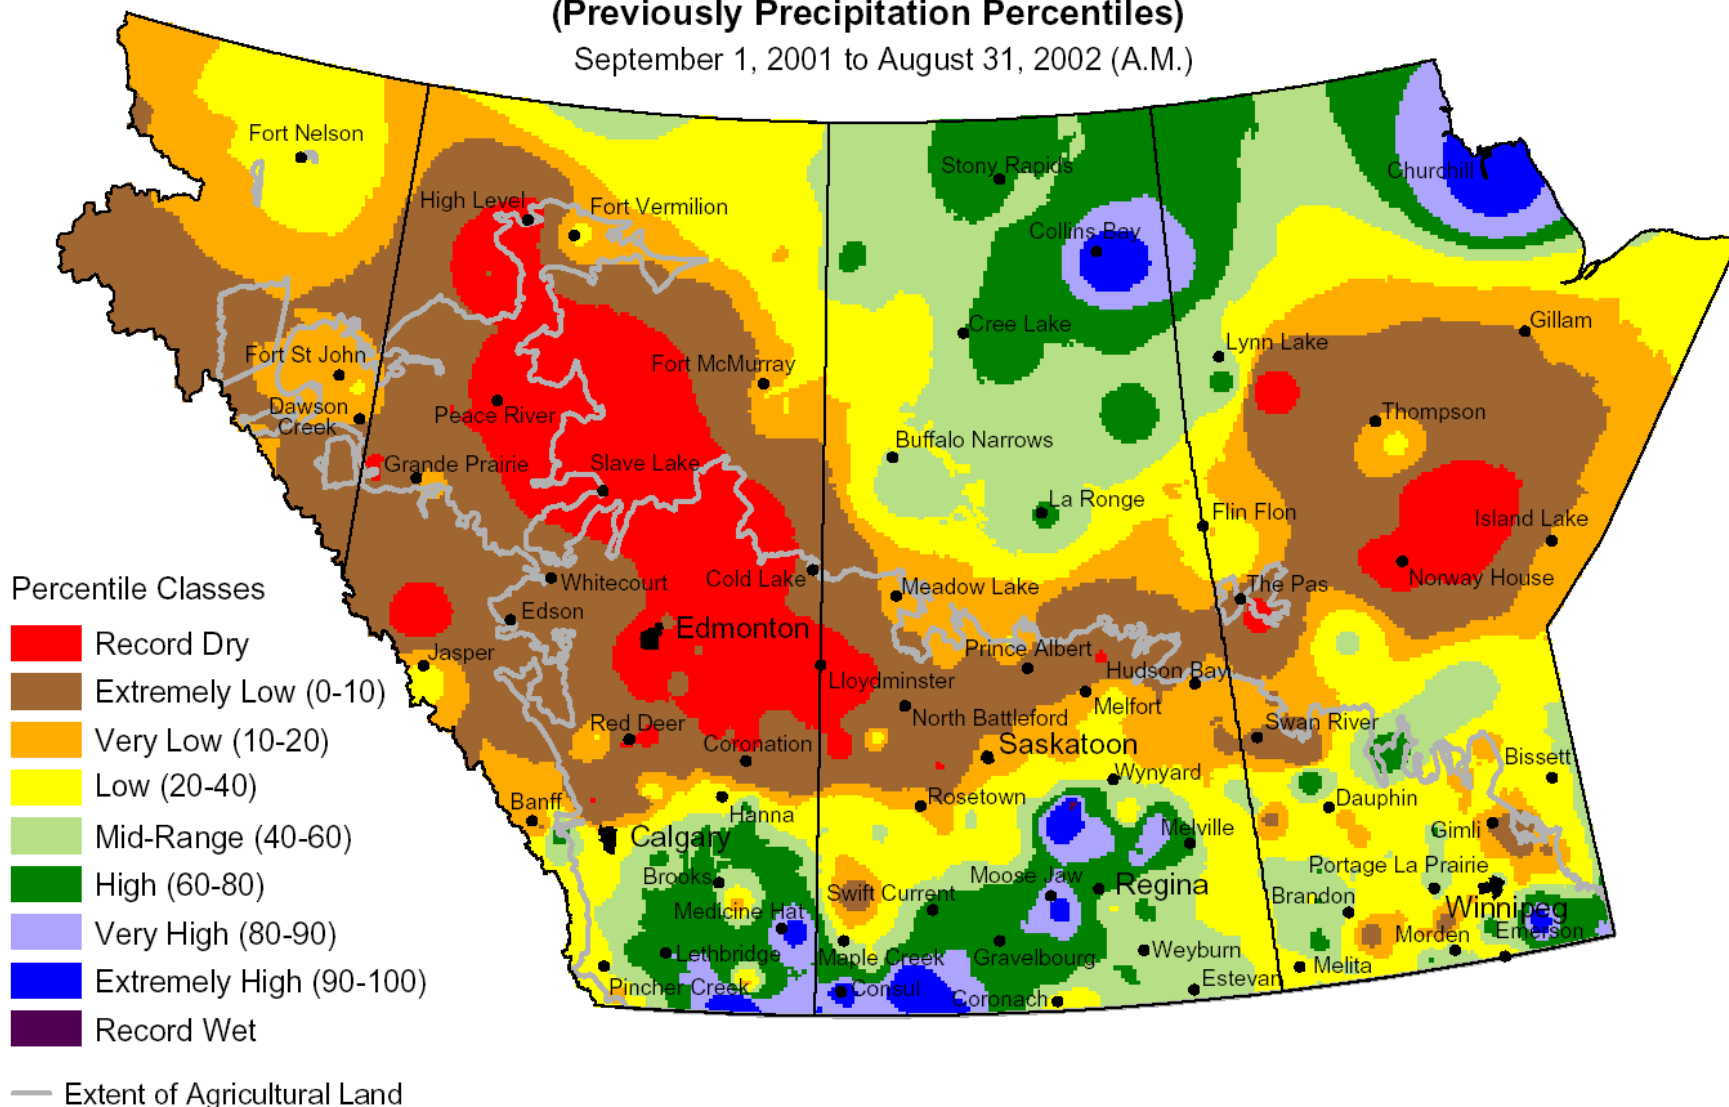 (Previously Precipitation Percentiles)
September 1, 2001 to August 31, 2002 (A.M.)
Fort Nelson
Stony Rapids
Churchill
High Level
Fort Vermilion
Collins Bay
Cree Lake
Gillam
Lynn Lake
Fort St John
Fort McMurray
Dawson
Creek
Peace River
Thompson
Buffalo Narrows
Grande Prairie
Slave Lake
La Ronge
Flin Flon
Island Lake
Whitecourt
Cold Lake
Meadow Lake
The Pas
Norway House
Edson
Edmonton
Jasper
Prince Albert
Hudson Bay
Lloydminster
Melfort
North Battleford
Red Deer
Swan River
Coronation
Saskatoon
Bissett
Wynyard
Banff
Hanna
Rosetown
Dauphin
Calgary
Melville
Gimli
Brooks
Moose Jaw
Portage La Prairie
Regina
Swift Current
Brandon
Medicine Hat
Winnipeg
Lethbridge
Maple Creek
Gravelbourg
Weyburn
Morden
Emerson
Melita
Pincher Creek
Consul
Coronach
Estevan
Percentile Classes
Record Dry
Extremely Low (0-10)
Very Low (10-20)
Low (20-40)
Mid-Range (40-60)
High (60-80)
Very High (80-90)
Extremely High (90-100)
Record Wet
Extent of Agricultural Land